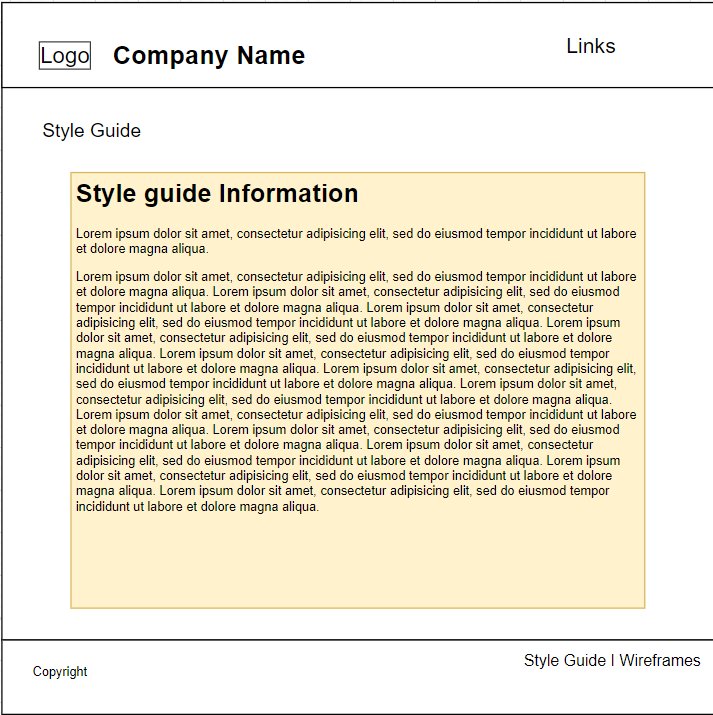 Logo
Company Name
Links
Style Guide
Style guide Information
Lorem ipsum dolor sit amet, consectetur adipisicing elit, sed do eiusmod tempor incididunt ut labore
et dolore magna aliqua.
Lorem ipsum dolor sit amet, consectetur adipisicing elit, sed do eiusmod tempor incididunt ut labore
et dolore magna aliqua. Lorem ipsum dolor sit amet, consectetur adipisicing elit, sed do eiusmod
tempor incididunt ut labore et dolore magna aliqua. Lorem ipsum dolor sit amet, consectetur
adipisicing elit, sed do eiusmod tempor incididunt ut labore et dolore magna aliqua. Lorem ipsum
dolor sit amet, consectetur adipisicing elit, sed do eiusmod tempor incididunt ut labore et dolore
magna aliqua. Lorem ipsum dolor sit amet, consectetur adipisicing elit, sed do eiusmod tempor
incididunt ut labore et dolore magna aliqua. Lorem ipsum dolor sit amet, consectetur adipisicing elit,
sed do eiusmod tempor incididunt ut labore et dolore magna aliqua. Lorem ipsum dolor sit amet,
consectetur adipisicing elit, sed do eiusmod tempor incididunt ut labore et dolore magna aliqua.
Lorem ipsum dolor sit amet, consectetur adipisicing elit, sed do eiusmod tempor incididunt ut labore
et dolore magna aliqua. Lorem ipsum dolor sit amet, consectetur adipisicing elit, sed do eiusmod
tempor incididunt ut labore et dolore magna aliqua. Lorem ipsum dolor sit amet, consectetur
adipisicing elit, sed do eiusmod tempor incididunt ut labore et dolore magna aliqua. Lorem ipsum
dolor sit amet, consectetur adipisicing elit, sed do eiusmod tempor incididunt ut labore et dolore
magna aliqua. Lorem ipsum dolor sit amet, consectetur adipisicing elit, sed do eiusmod tempor
incididunt ut labore et dolore magna aliqua.
Style Guide I Wireframes
Copyright